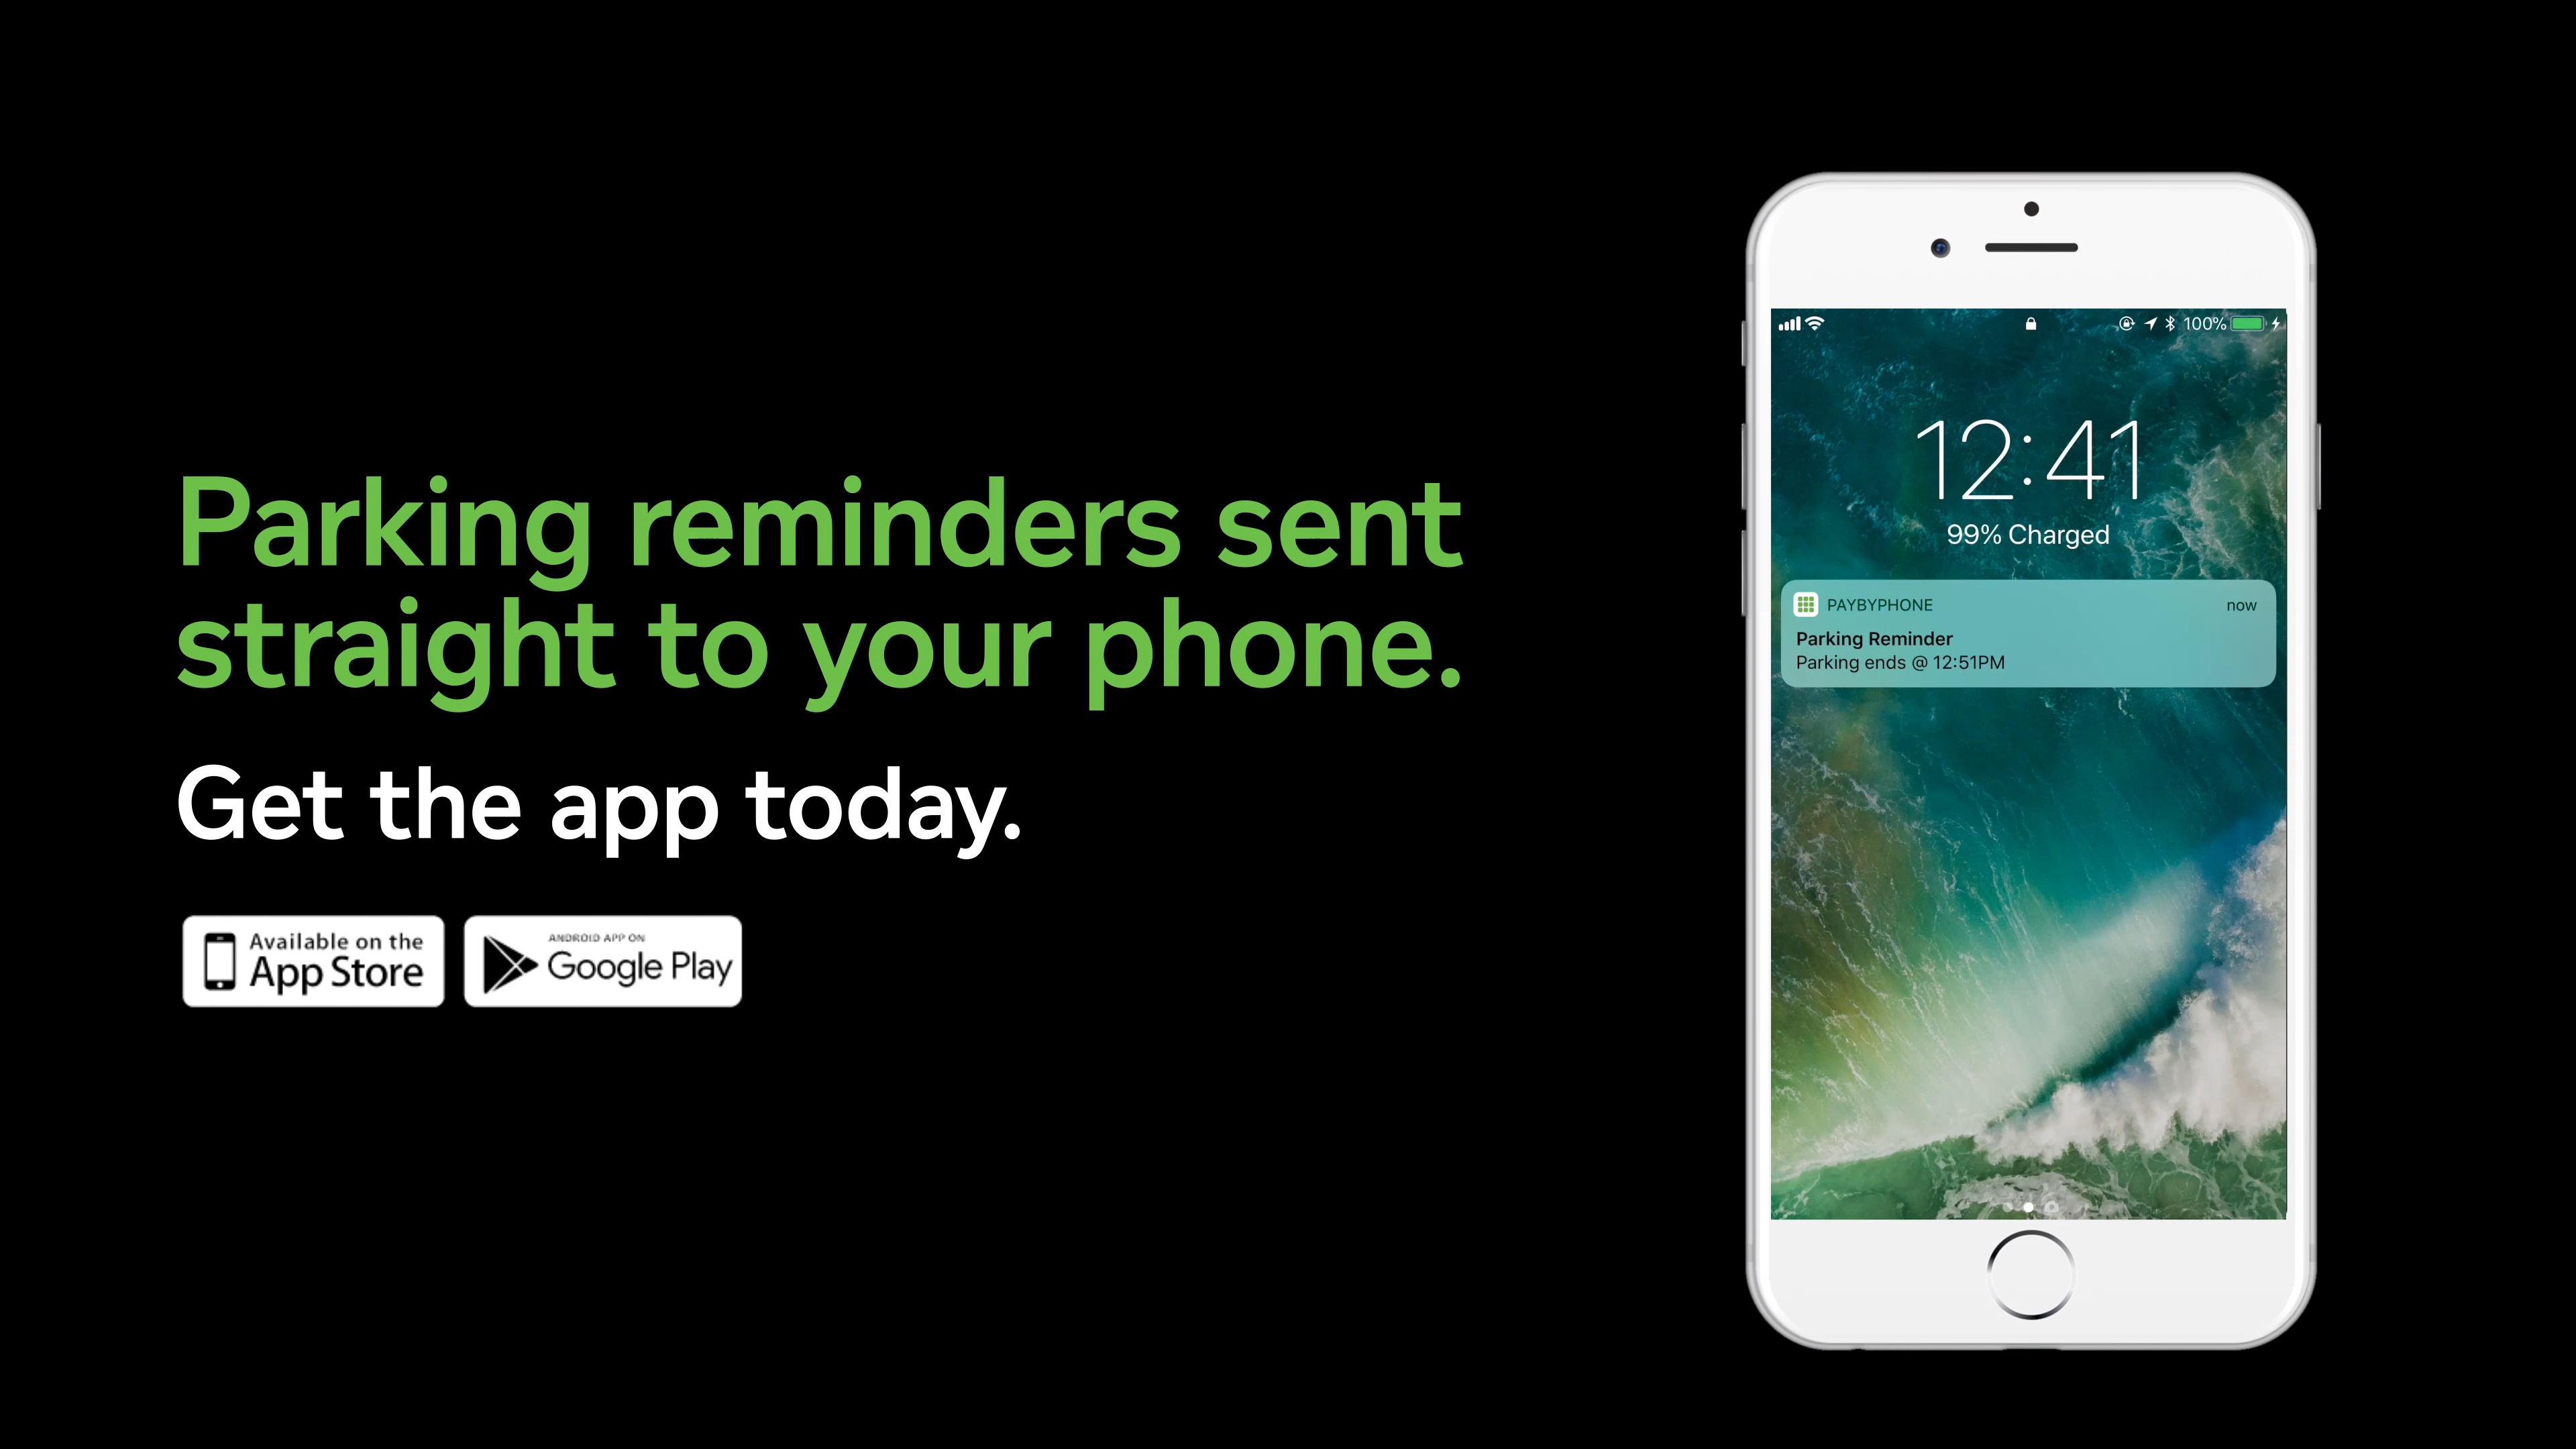 Parking reminders sent
straight to your phone.
Get the app today.
Available on the
App Store
ANDROID APP ON
Google Play
100%
12:41
99% Charged
PAYBYPHONE now
Parking Reminder
Parking ends @ 12:51PM